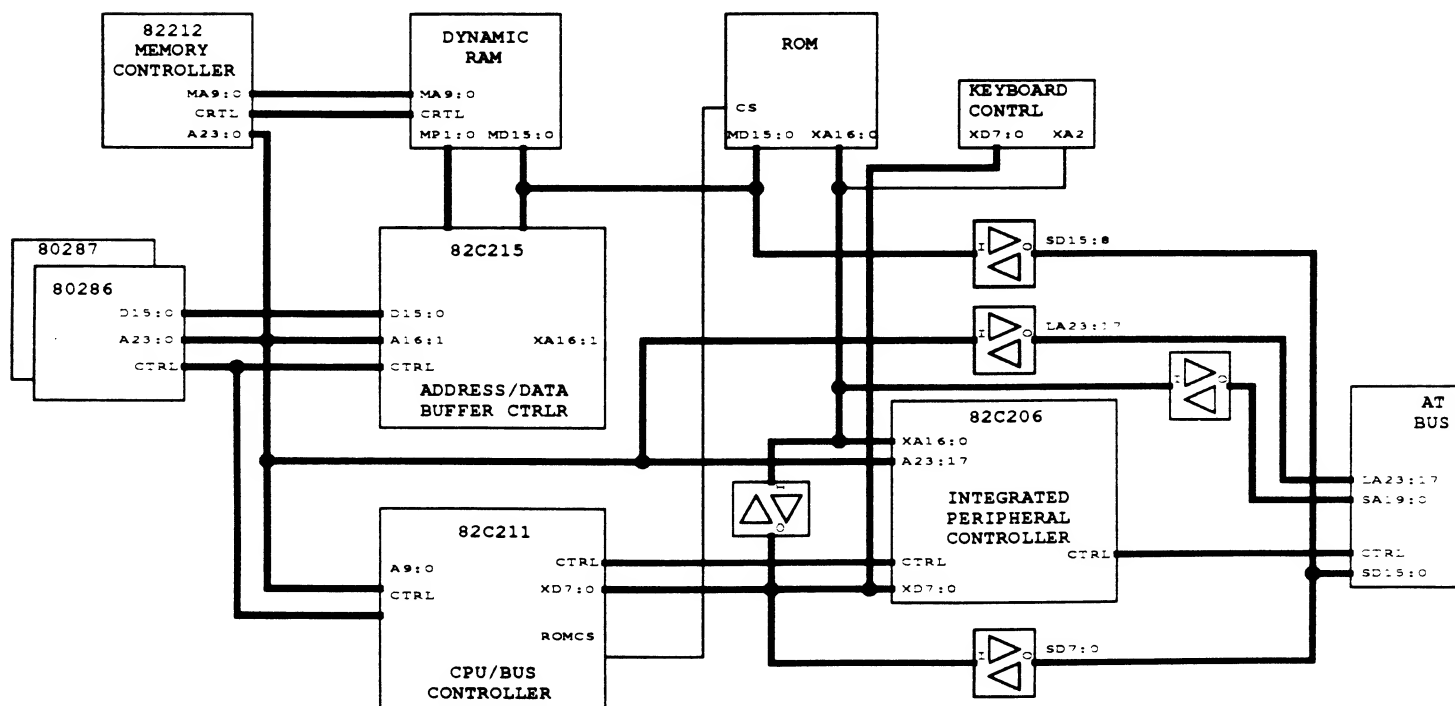 82212
MEMORY
CONTROLLER
MA9:0
CRTL
A23:0
DYNAMIC
RAM
MA9:0
CRTL
MP1:0 MD15:0
ROM
CS
MD15:0 XA16:0
KEYBOARD
CONTRL
XD7:0 XA2
80287
80286
D15:0
A23:0
CTRL
82C215
D15:0
A16:1 XA16:1
CTRL
ADDRESS/DATA
BUFFER CTRLR
I O
SD15:8
I O
LA23:17
I O
AT
BUS
LA23:17
SA19:0
CTRL
SD15:0
82C206
XA16:0
A23:17
INTEGRATED
PERIPHERAL
CONTROLLER
CTRL
CTRL
XD7:0
I
O
82C211
A9:0
CTRL
CTRL
XD7:0
ROMCS
CPU/BUS
CONTROLLER
I O
SD7:0